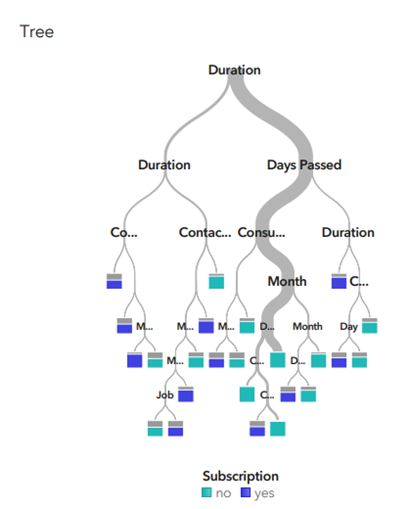 Tree
Duration
Duration Days Passed
Co... Contac... Consu... Duration
Month C...
M... M... M... D... Month Day
M... C... D...
Job C...
Subscription
no yes